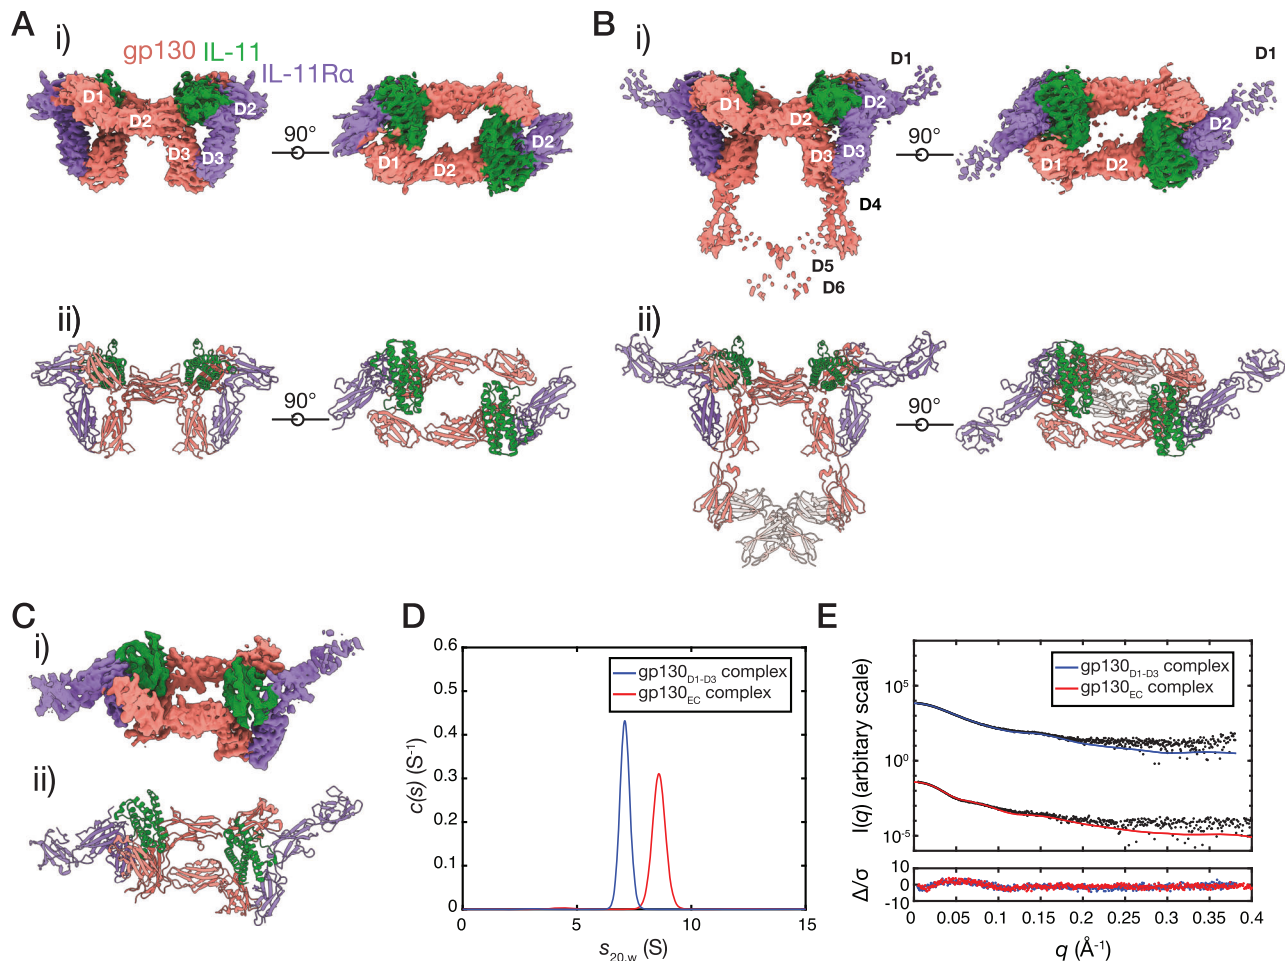 A
i)
gp130 IL-11
IL-11Rα
D1
D2
D2
D3
D3
90°
D1
D2
D2
ii)
90°
B
i)
D1
D1
D2
D2
D3
D3
D4
D5
D6
90°
D1
D2
D1
D2
ii)
90°
C
i)
ii)
D
0.6
0.5
0.4
0.3
0.2
0.1
0
c(s) (S⁻¹)
gp130D1-D3 complex
gp130EC complex
0
5
10
15
s20,w (S)
E
I(q) (arbitrary scale)
10⁵
10⁰
10⁻⁵
gp130D1-D3 complex
gp130EC complex
Δ/σ
10
0
-10
0
0.05
0.1
0.15
0.2
0.25
0.3
0.35
0.4
q (Å⁻¹)